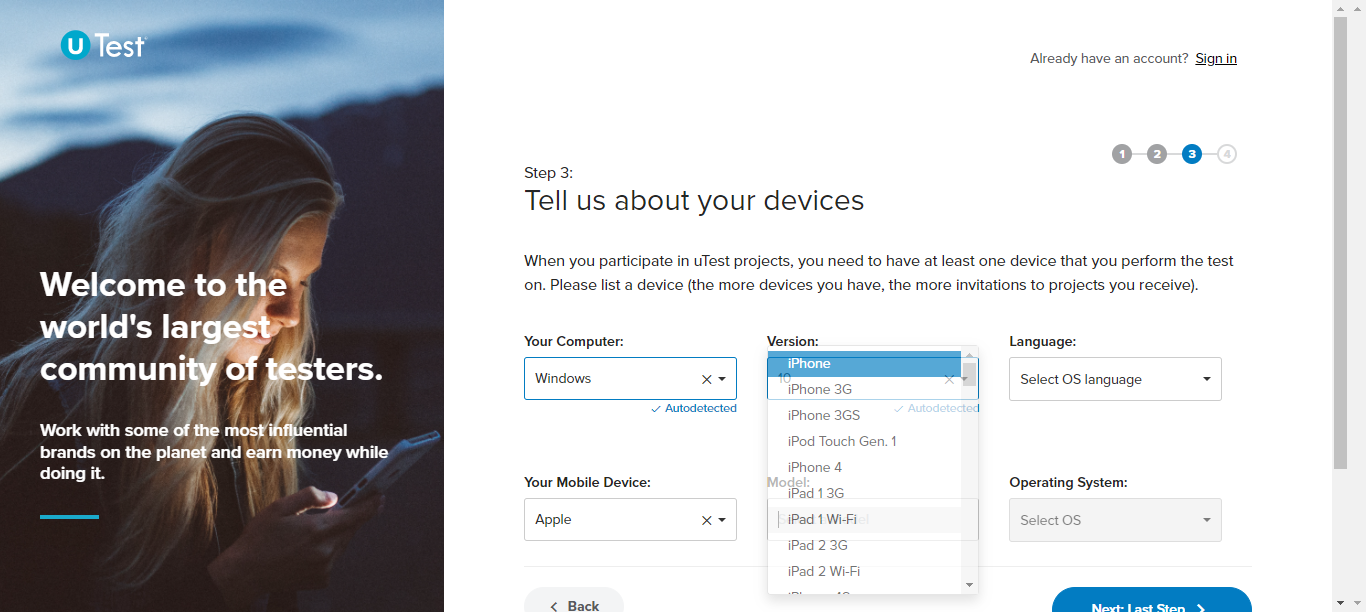 U Test
Already have an account? Sign in
1 2 3 4
Step 3:
Tell us about your devices
Welcome to the
world's largest
community of testers.
Work with some of the most influential
brands on the planet and earn money while
doing it.
When you participate in uTest projects, you need to have at least one device that you perform the test
on. Please list a device (the more devices you have, the more invitations to projects you receive).
Your Computer:
Windows
Autodetected
Version:
10
Autodetected
Language:
Select OS language
iPhone
iPhone 3G
iPhone 3GS
iPod Touch Gen. 1
iPhone 4
iPad 1 3G
iPad 1 Wi-Fi
iPad 2 3G
iPad 2 Wi-Fi
Your Mobile Device:
Apple
Model:
Operating System:
Select OS
Back
Next: Last Step